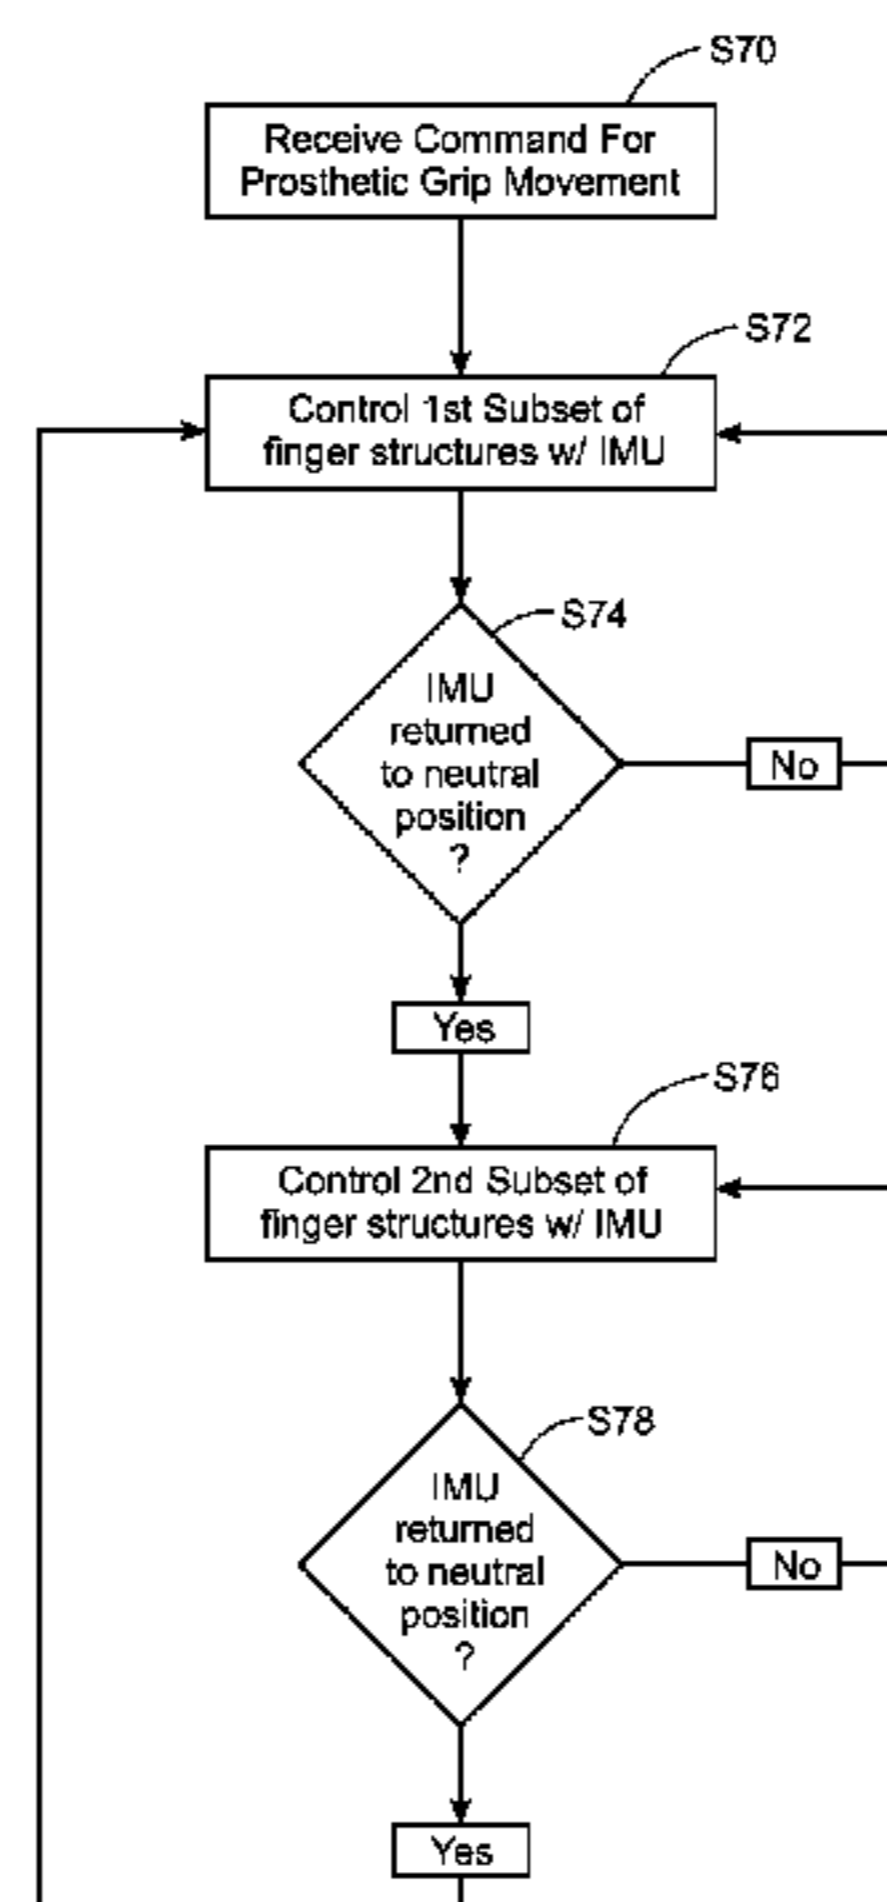 S70
Receive Command For
Prosthetic Grip Movement
S72
Control 1st Subset of
finger structures w/ IMU
S74
IMU
returned
to neutral
position
?
No
Yes
S76
Control 2nd Subset of
finger structures w/ IMU
S78
IMU
returned
to neutral
position
?
No
Yes